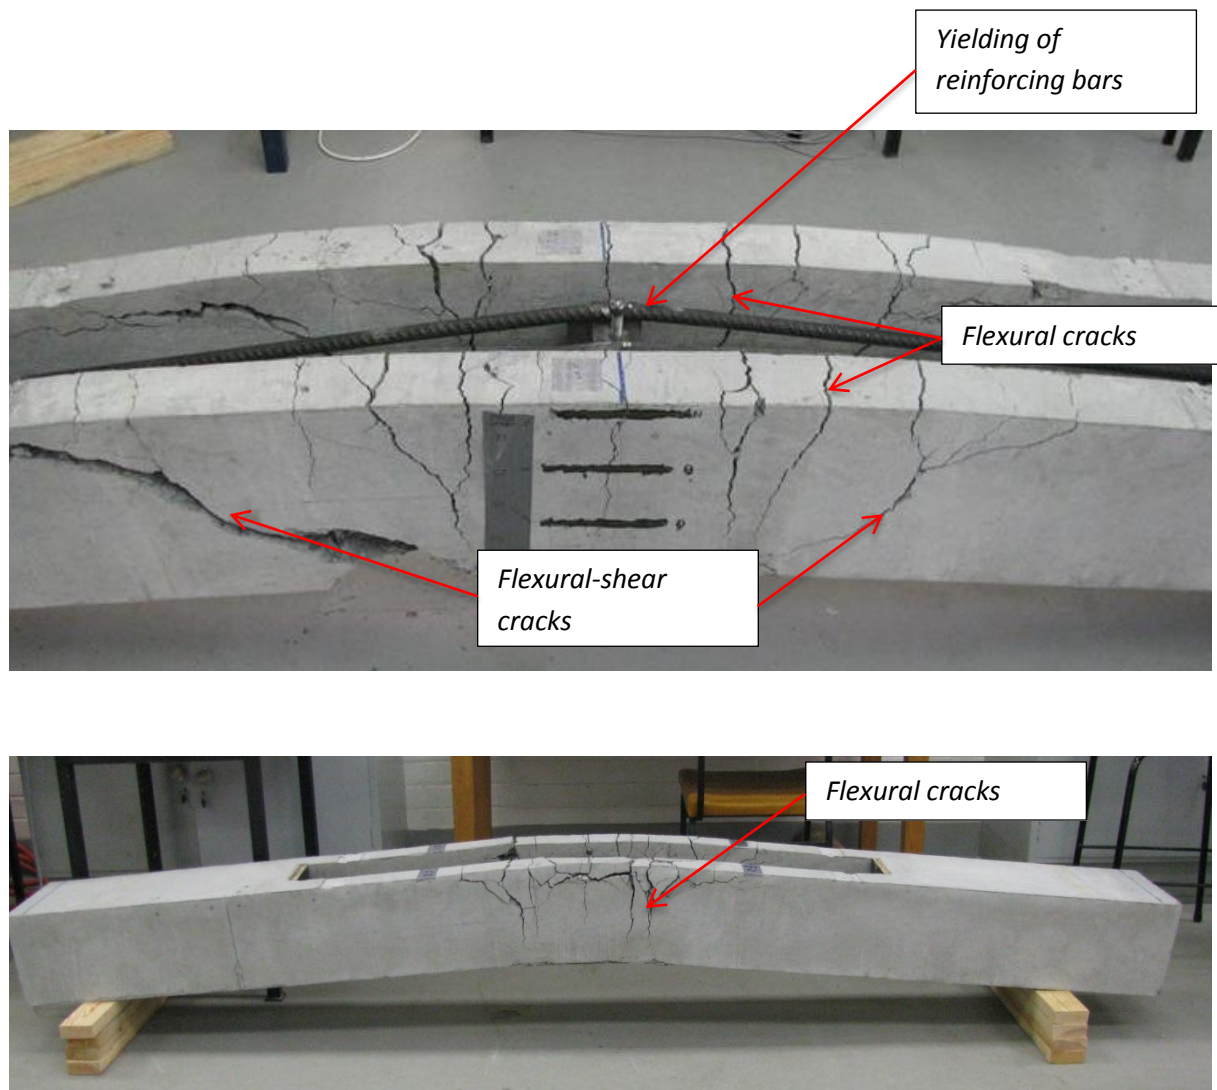 Yielding of
reinforcing bars
Flexural cracks
Flexural-shear
cracks
Flexural cracks